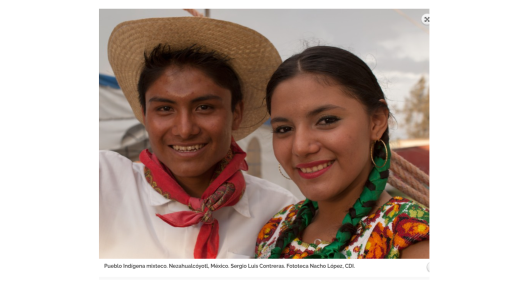 Pueblo Indígena mixteco. Nezahualcóyotl, México. Sergio Luis Contreras. Fototeca Nacho López, CDI.